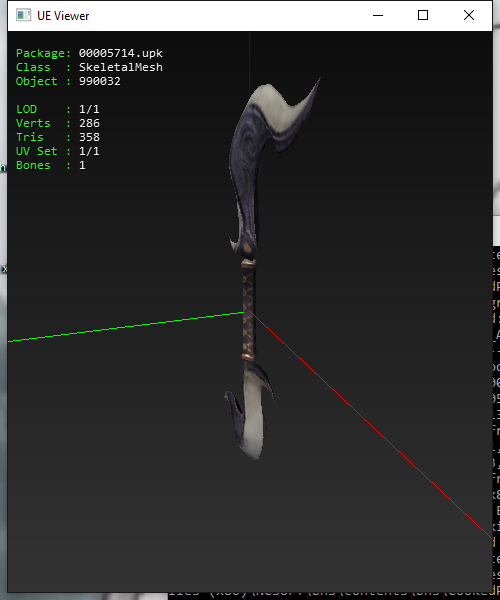 UE Viewer
Package: 00005714.upk
Class  : SkeletalMesh
Object : 990032
LOD    : 1/1
Verts  : 286
Tris   : 358
UV Set : 1/1
Bones  : 1